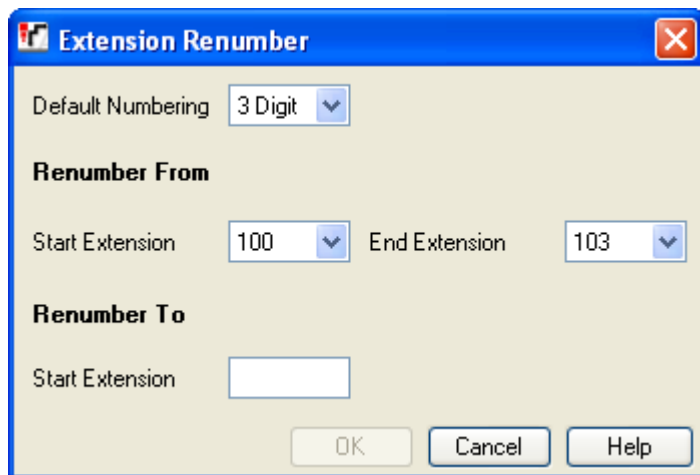 Extension Renumber
Default Numbering 3 Digit
Renumber From
Start Extension 100 End Extension 103
Renumber To
Start Extension
OK Cancel Help